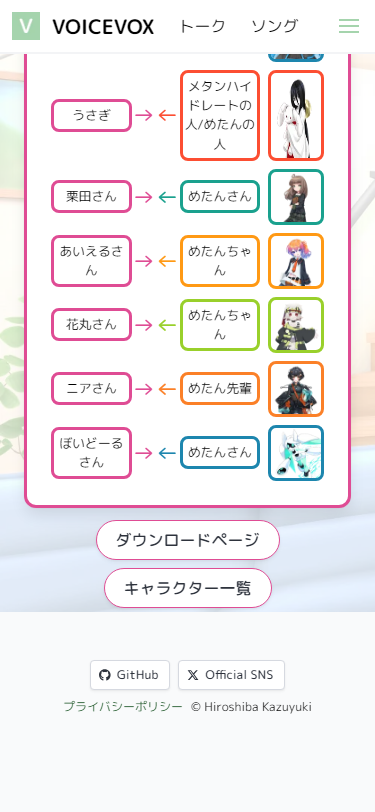 V VOICEVOX トーク ソング
うさぎ
メタンハイ
ドレートの
人/めたんの
人
栗田さん
めたんさん
あいえるさ
ん
めたんちゃ
ん
花丸さん
めたんちゃ
ん
ニアさん
めたん先輩
ぼいどーる
さん
めたんさん
ダウンロードページ
キャラクター一覧
GitHub
Official SNS
プライバシーポリシー © Hiroshiba Kazuyuki